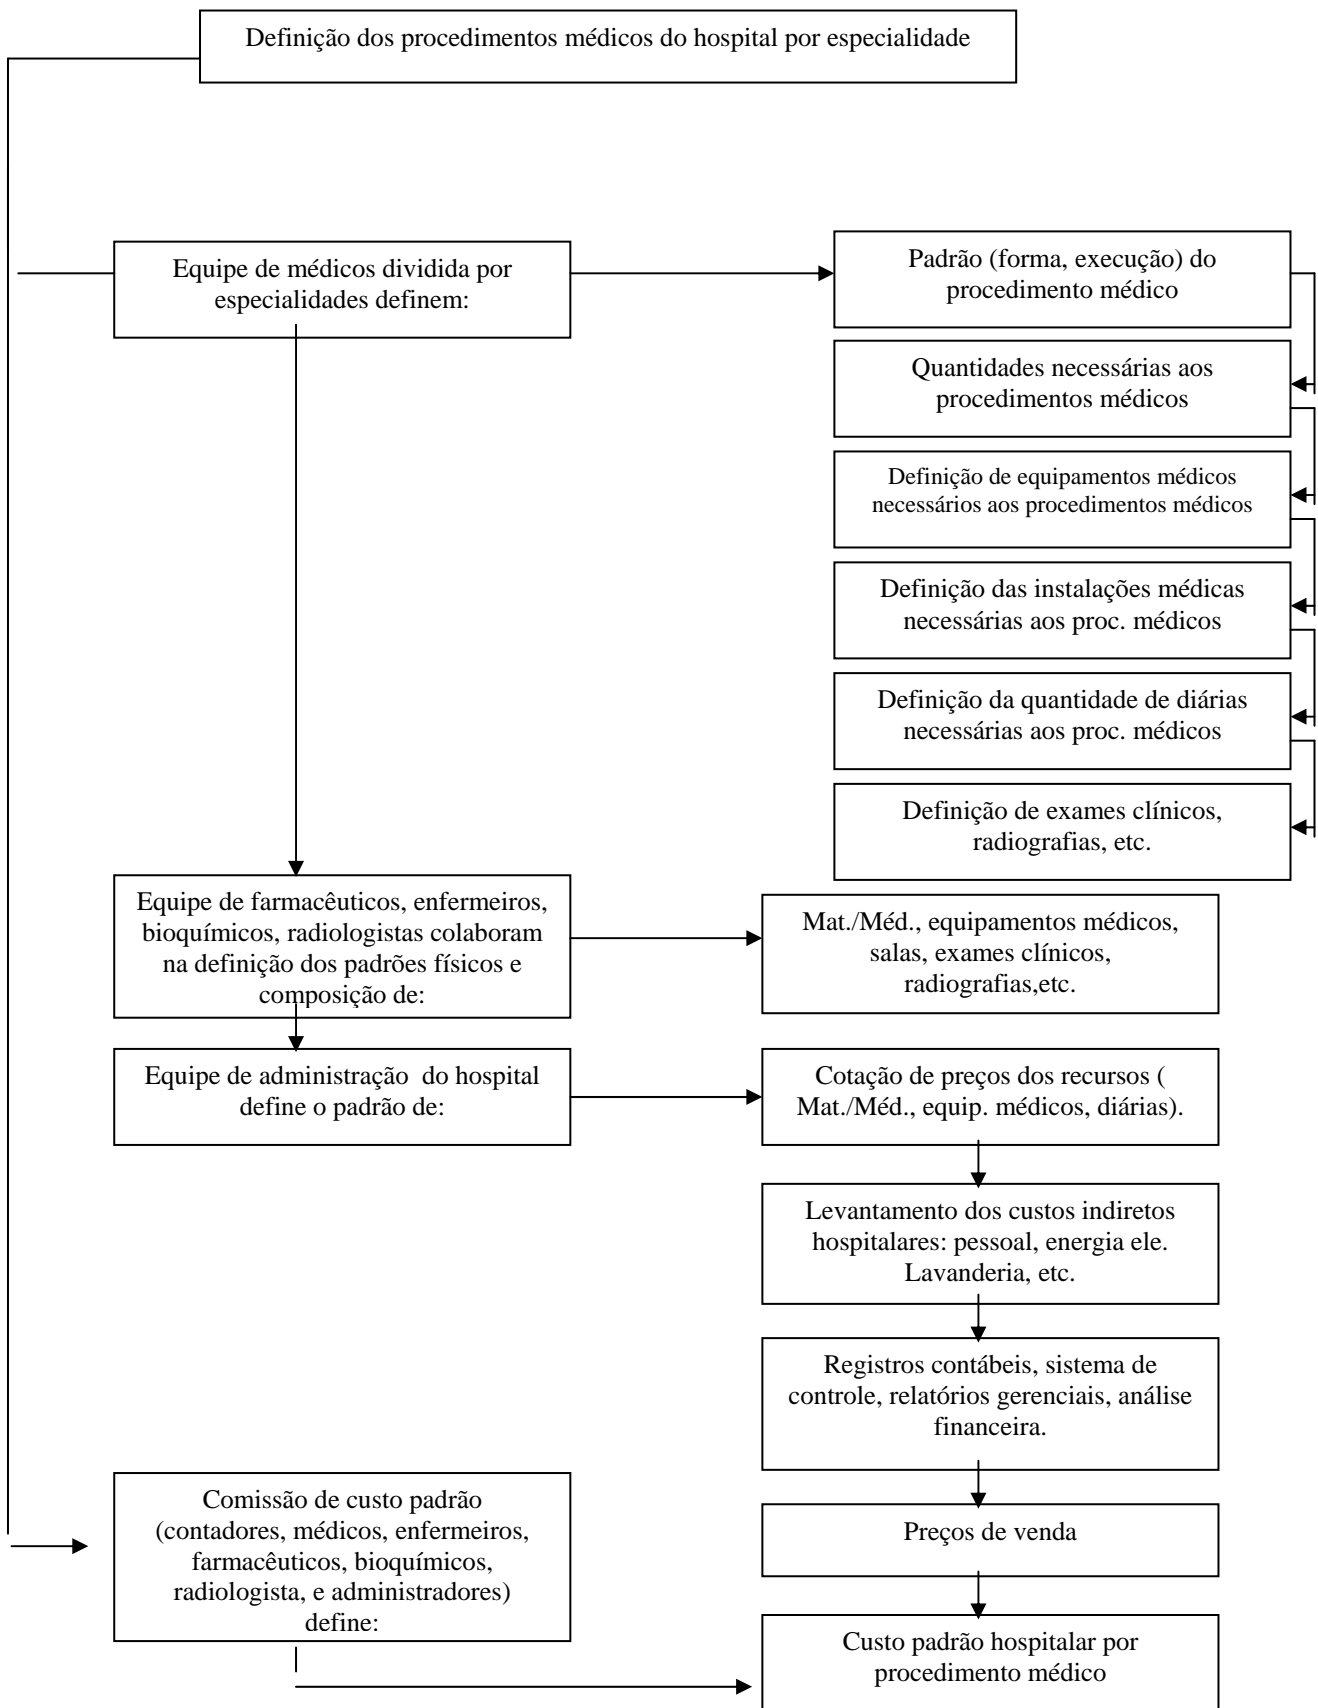 Definição dos procedimentos médicos do hospital por especialidade
Equipe de médicos dividida por
especialidades definem:
Padrão (forma, execução) do
procedimento médico
Quantidades necessárias aos
procedimentos médicos
Definição de equipamentos médicos
necessários aos procedimentos médicos
Definição das instalações médicas
necessárias aos proc. médicos
Definição da quantidade de diárias
necessárias aos proc. médicos
Definição de exames clínicos,
radiografias, etc.
Equipe de farmacêuticos, enfermeiros,
bioquímicos, radiologistas colaboram
na definição dos padrões físicos e
composição de:
Mat./Méd., equipamentos médicos,
salas, exames clínicos,
radiografias,etc.
Equipe de administração  do hospital
define o padrão de:
Cotação de preços dos recursos (
Mat./Méd., equip. médicos, diárias).
Levantamento dos custos indiretos
hospitalares: pessoal, energia ele.
Lavanderia, etc.
Registros contábeis, sistema de
controle, relatórios gerenciais, análise
financeira.
Comissão de custo padrão
(contadores, médicos, enfermeiros,
farmacêuticos, bioquímicos,
radiologista, e administradores)
define:
Preços de venda
Custo padrão hospitalar por
procedimento médico